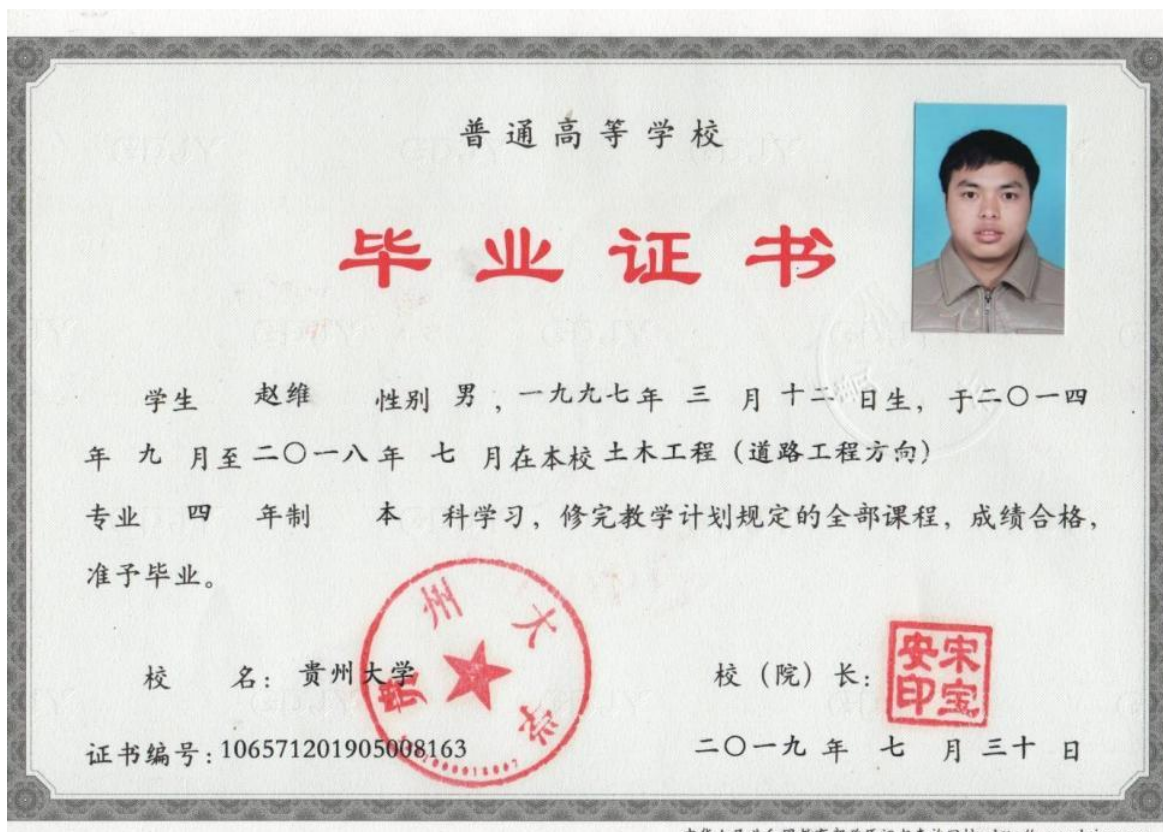 普通高等学校
毕业证书
学生 赵维 性别 男，一九九七年 三 月 十二 日生，于二〇一四
年 九 月至 二〇一八 年 七 月在本校 土木工程（道路工程方向）
专业 四 年制 本 科学习，修完教学计划规定的全部课程，成绩合格，
准予毕业。
贵州大学
校 名：贵州大学
校（院）长：
宋宝安印
证书编号：106571201905008163
二〇一九 年 七 月 三十 日